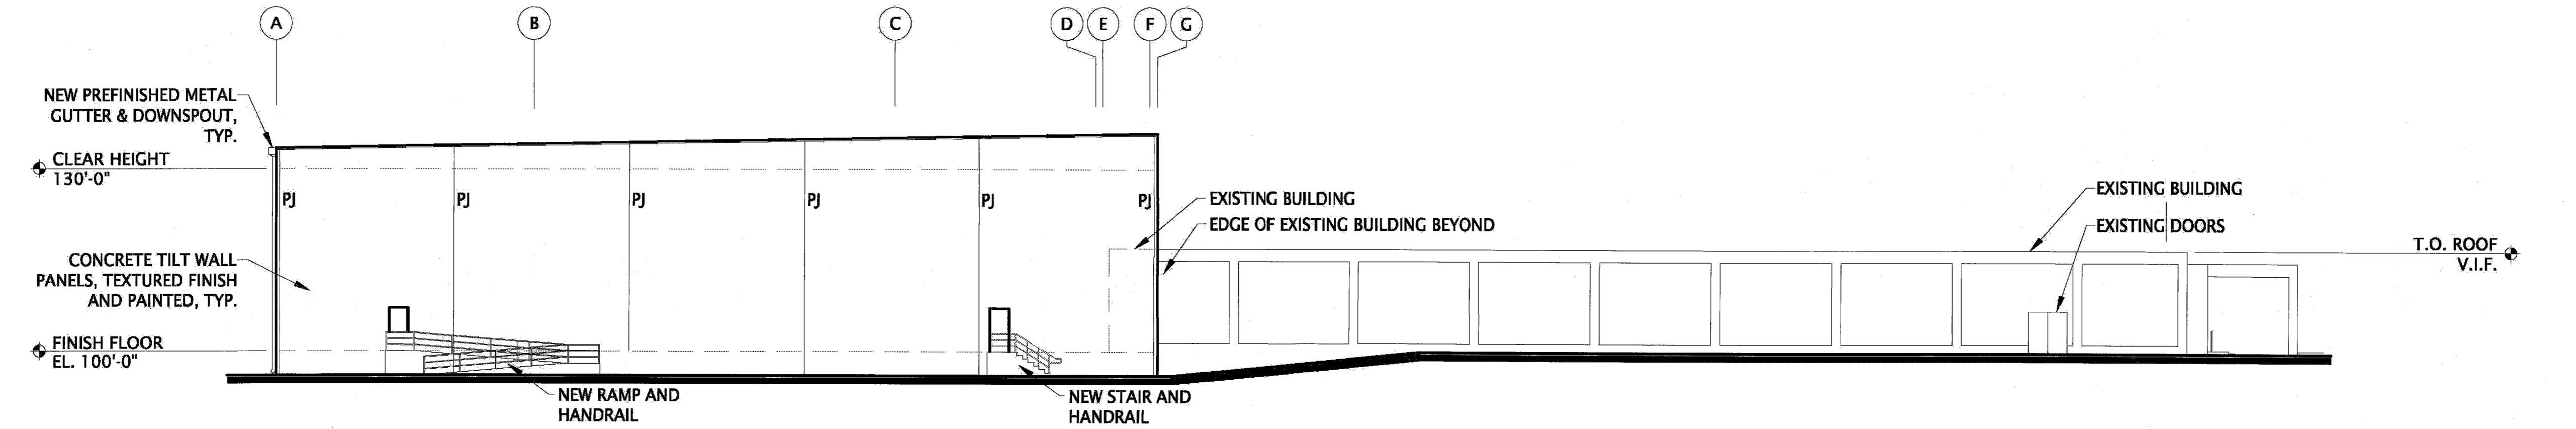 A
B
C
D
E
F
G
NEW PREFINISHED METAL
GUTTER & DOWNSPOUT,
TYP.
CLEAR HEIGHT
130'-0"
PJ
PJ
PJ
PJ
PJ
PJ
EXISTING BUILDING
EDGE OF EXISTING BUILDING BEYOND
EXISTING BUILDING
EXISTING DOORS
T.O. ROOF
V.I.F.
CONCRETE TILT WALL
PANELS, TEXTURED FINISH
AND PAINTED, TYP.
FINISH FLOOR
EL. 100'-0"
NEW RAMP AND
HANDRAIL
NEW STAIR AND
HANDRAIL